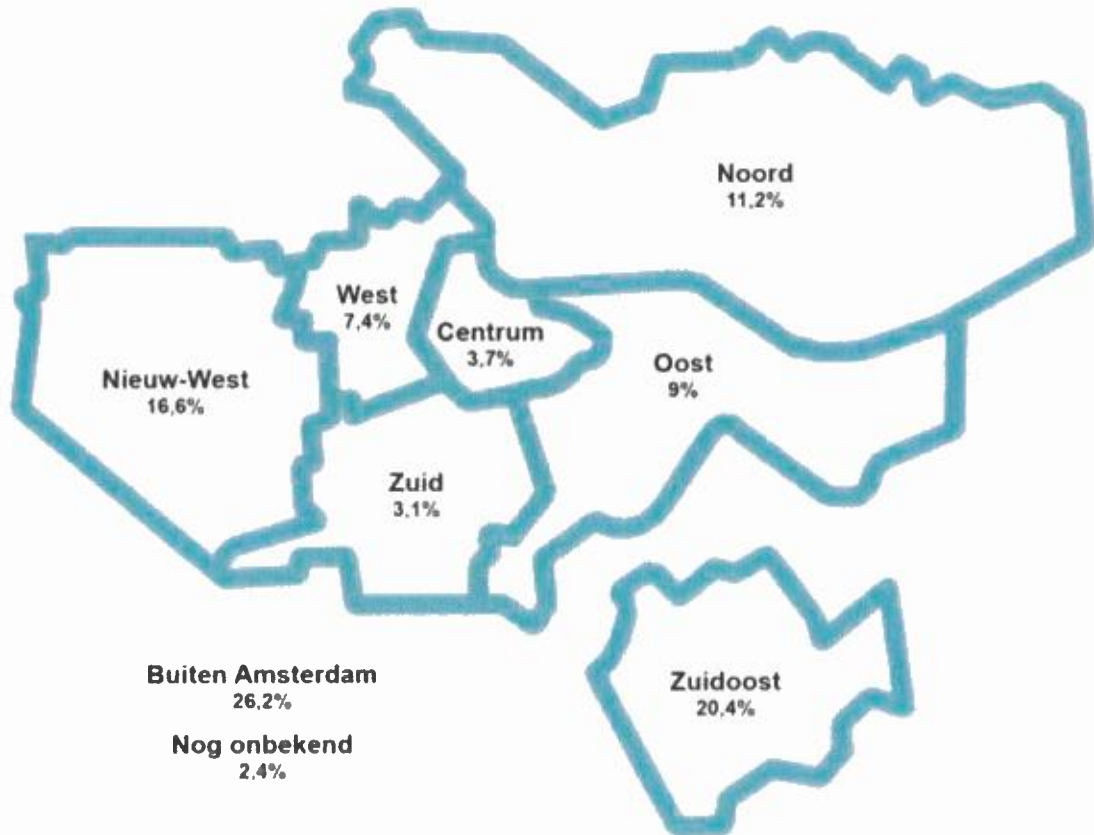 Noord
11,2%
West
7,4%
Centrum
3,7%
Oost
9%
Nieuw-West
16,6%
Zuid
3,1%
Buiten Amsterdam
26,2%
Nog onbekend
2,4%
Zuidoost
20,4%